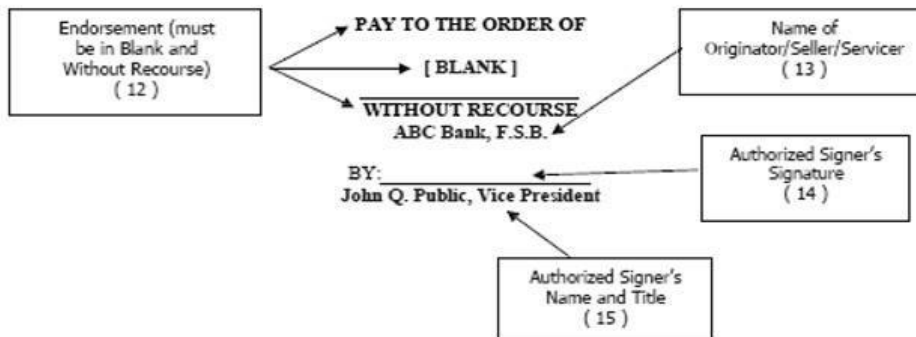 Endorsement (must
be in Blank and
Without Recourse)
( 12 )
PAY TO THE ORDER OF
[ BLANK ]
WITHOUT RECOURSE
ABC Bank, F.S.B.
BY:
John Q. Public, Vice President
Name of
Originator/Seller/Servicer
( 13 )
Authorized Signer's
Signature
( 14 )
Authorized Signer's
Name and Title
( 15 )